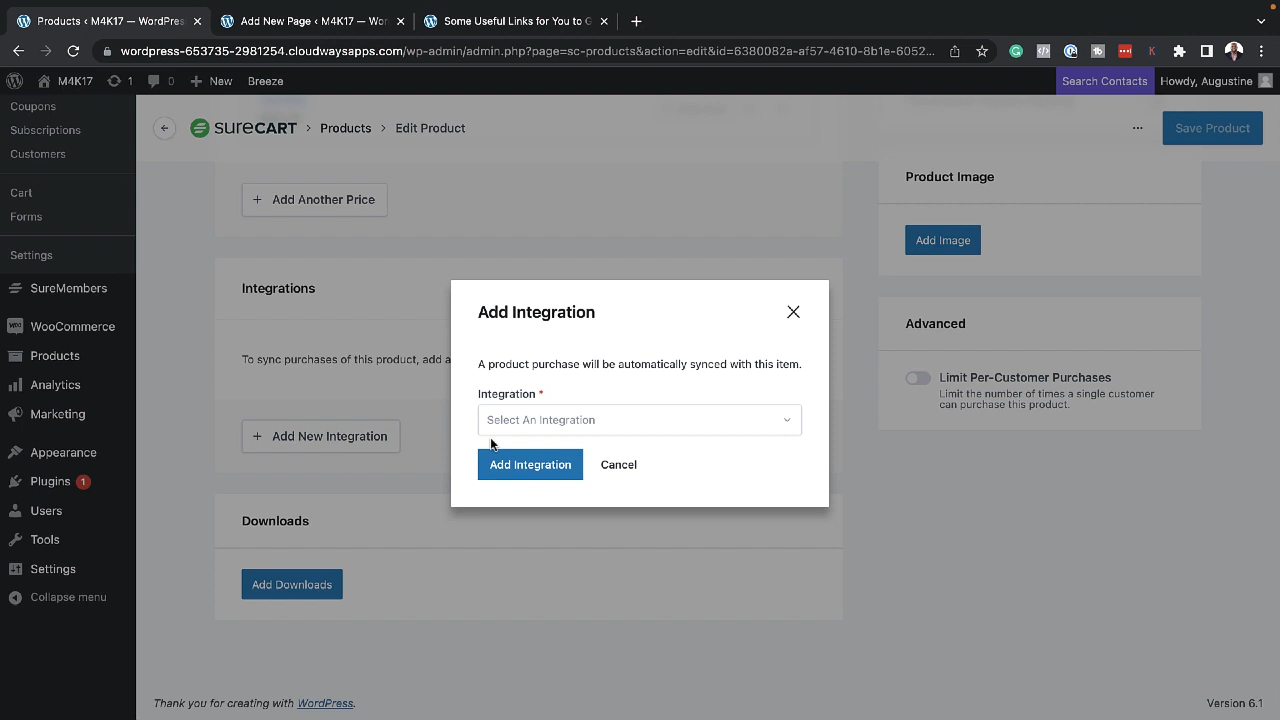 Products ‹ M4K17 — WordPres
Add New Page ‹ M4K17 — Wor
Some Useful Links for You to G
wordpress-653735-2981254.cloudwaysapps.com/wp-admin/admin.php?page=sc-products&action=edit&id=6380082a-af57-4610-8b1e-6052...
M4K17
1
0
New
Breeze
Search Contacts
Howdy, Augustine
Coupons
Subscriptions
Customers
Cart
Forms
Settings
SureMembers
WooCommerce
Products
Analytics
Marketing
Appearance
Plugins 1
Users
Tools
Settings
Collapse menu
SURECART
Products
Edit Product
Save Product
Add Another Price
Integrations
To sync purchases of this product, add a
Add New Integration
Downloads
Add Downloads
Add Integration
A product purchase will be automatically synced with this item.
Integration *
Select An Integration
Add Integration
Cancel
Product Image
Add Image
Advanced
Limit Per-Customer Purchases
Limit the number of times a single customer
can purchase this product.
Thank you for creating with WordPress.
Version 6.1